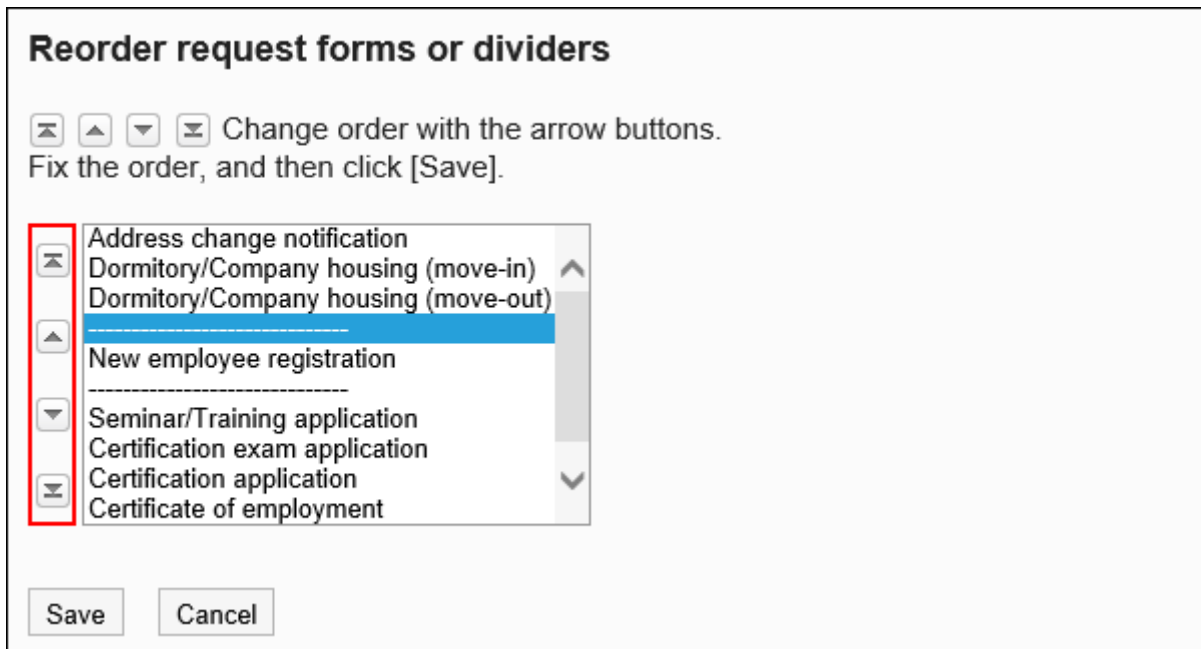 Reorder request forms or dividers
Change order with the arrow buttons.
Fix the order, and then click [Save].
Address change notification
Dormitory/Company housing (move-in)
Dormitory/Company housing (move-out)
------------------------------
New employee registration
------------------------------
Seminar/Training application
Certification exam application
Certification application
Certificate of employment
Save Cancel